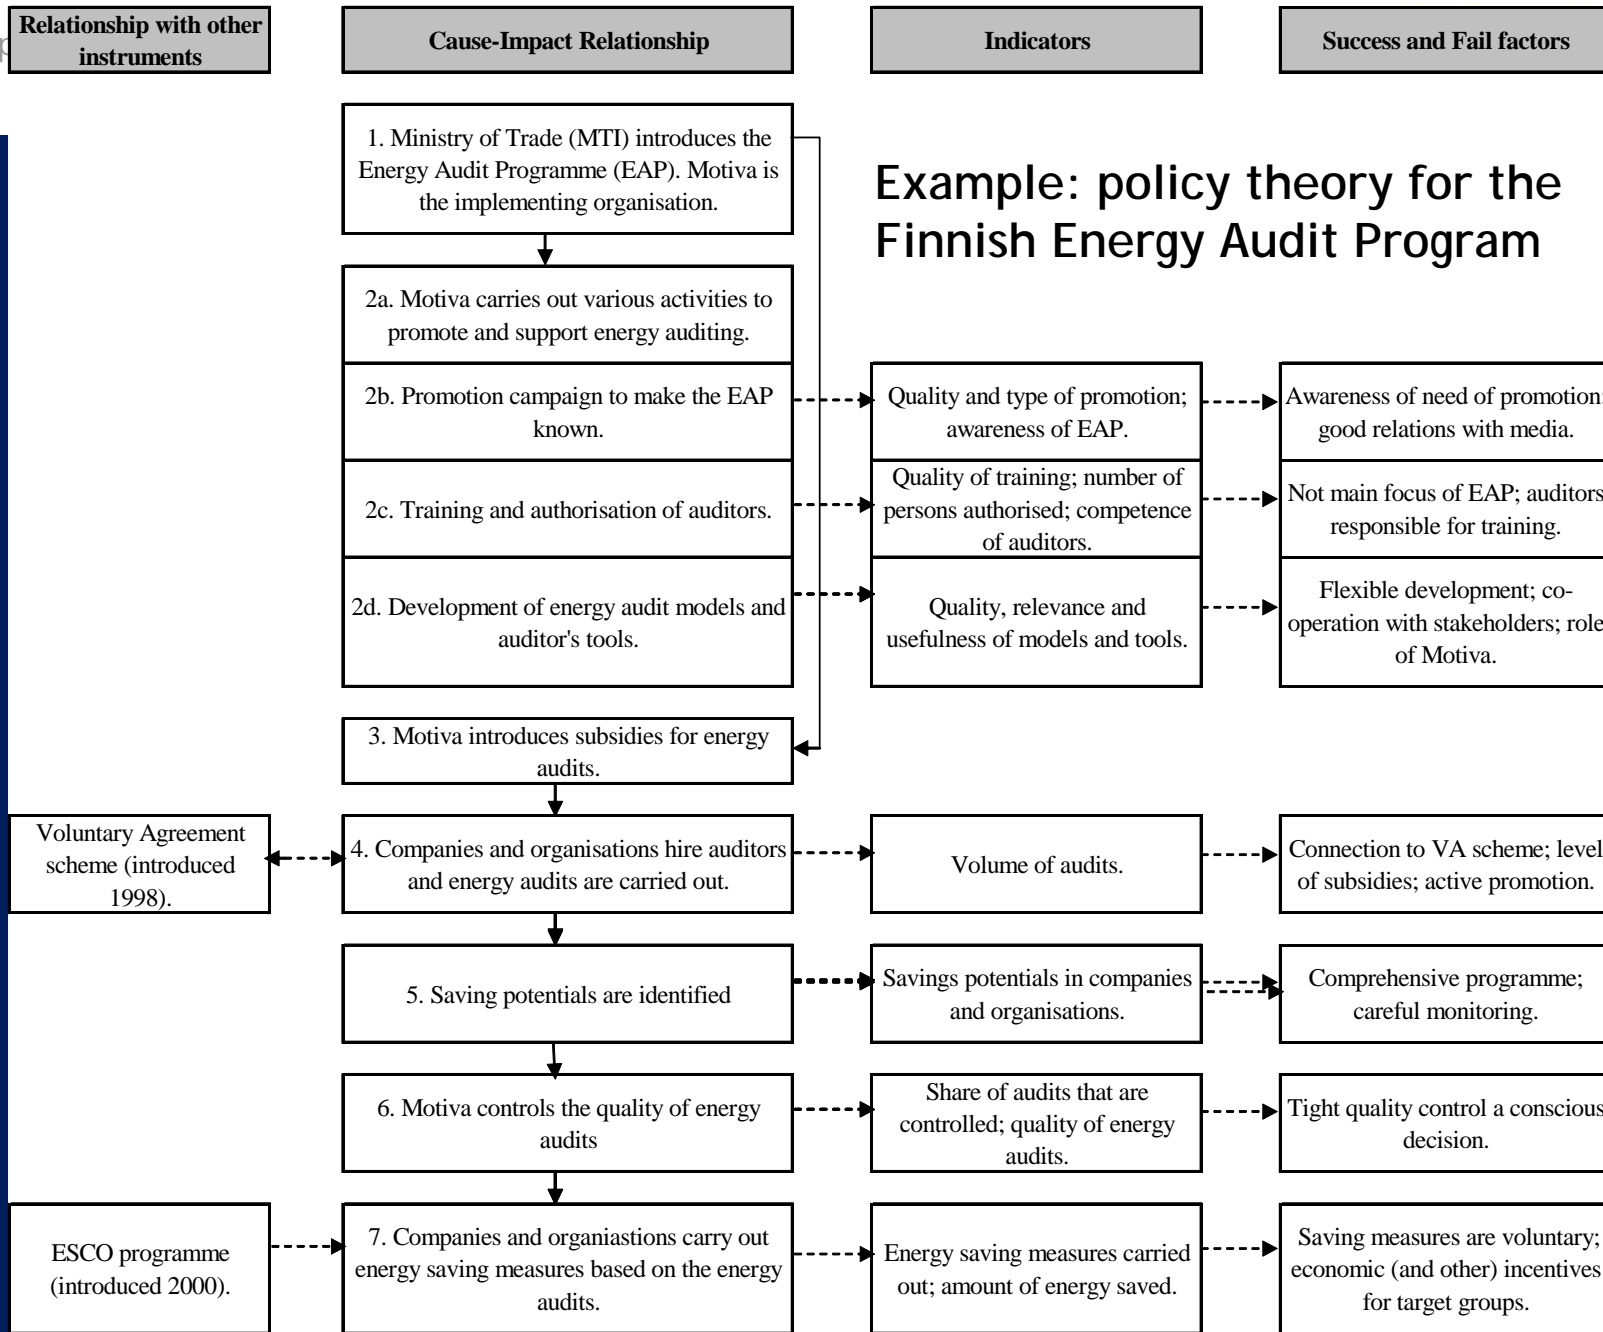 Relationship with other
instruments
Cause-Impact Relationship
Indicators
Success and Fail factors
Example: policy theory for the
Finnish Energy Audit Program
1. Ministry of Trade (MTI) introduces the
Energy Audit Programme (EAP). Motiva is
the implementing organisation.
2a. Motiva carries out various activities to
promote and support energy auditing.
2b. Promotion campaign to make the EAP
known.
Quality and type of promotion;
awareness of EAP.
Awareness of need of promotion;
good relations with media.
2c. Training and authorisation of auditors.
Quality of training; number of
persons authorised; competence
of auditors.
Not main focus of EAP; auditors
responsible for training.
2d. Development of energy audit models and
auditor's tools.
Quality, relevance and
usefulness of models and tools.
Flexible development; co-
operation with stakeholders; role
of Motiva.
3. Motiva introduces subsidies for energy
audits.
Voluntary Agreement
scheme (introduced
1998).
4. Companies and organisations hire auditors
and energy audits are carried out.
Volume of audits.
Connection to VA scheme; level
of subsidies; active promotion.
5. Saving potentials are identified
Savings potentials in companies
and organisations.
Comprehensive programme;
careful monitoring.
6. Motiva controls the quality of energy
audits
Share of audits that are
controlled; quality of energy
audits.
Tight quality control a conscious
decision.
ESCO programme
(introduced 2000).
7. Companies and organiastions carry out
energy saving measures based on the energy
audits.
Energy saving measures carried
out; amount of energy saved.
Saving measures are voluntary;
economic (and other) incentives
for target groups.